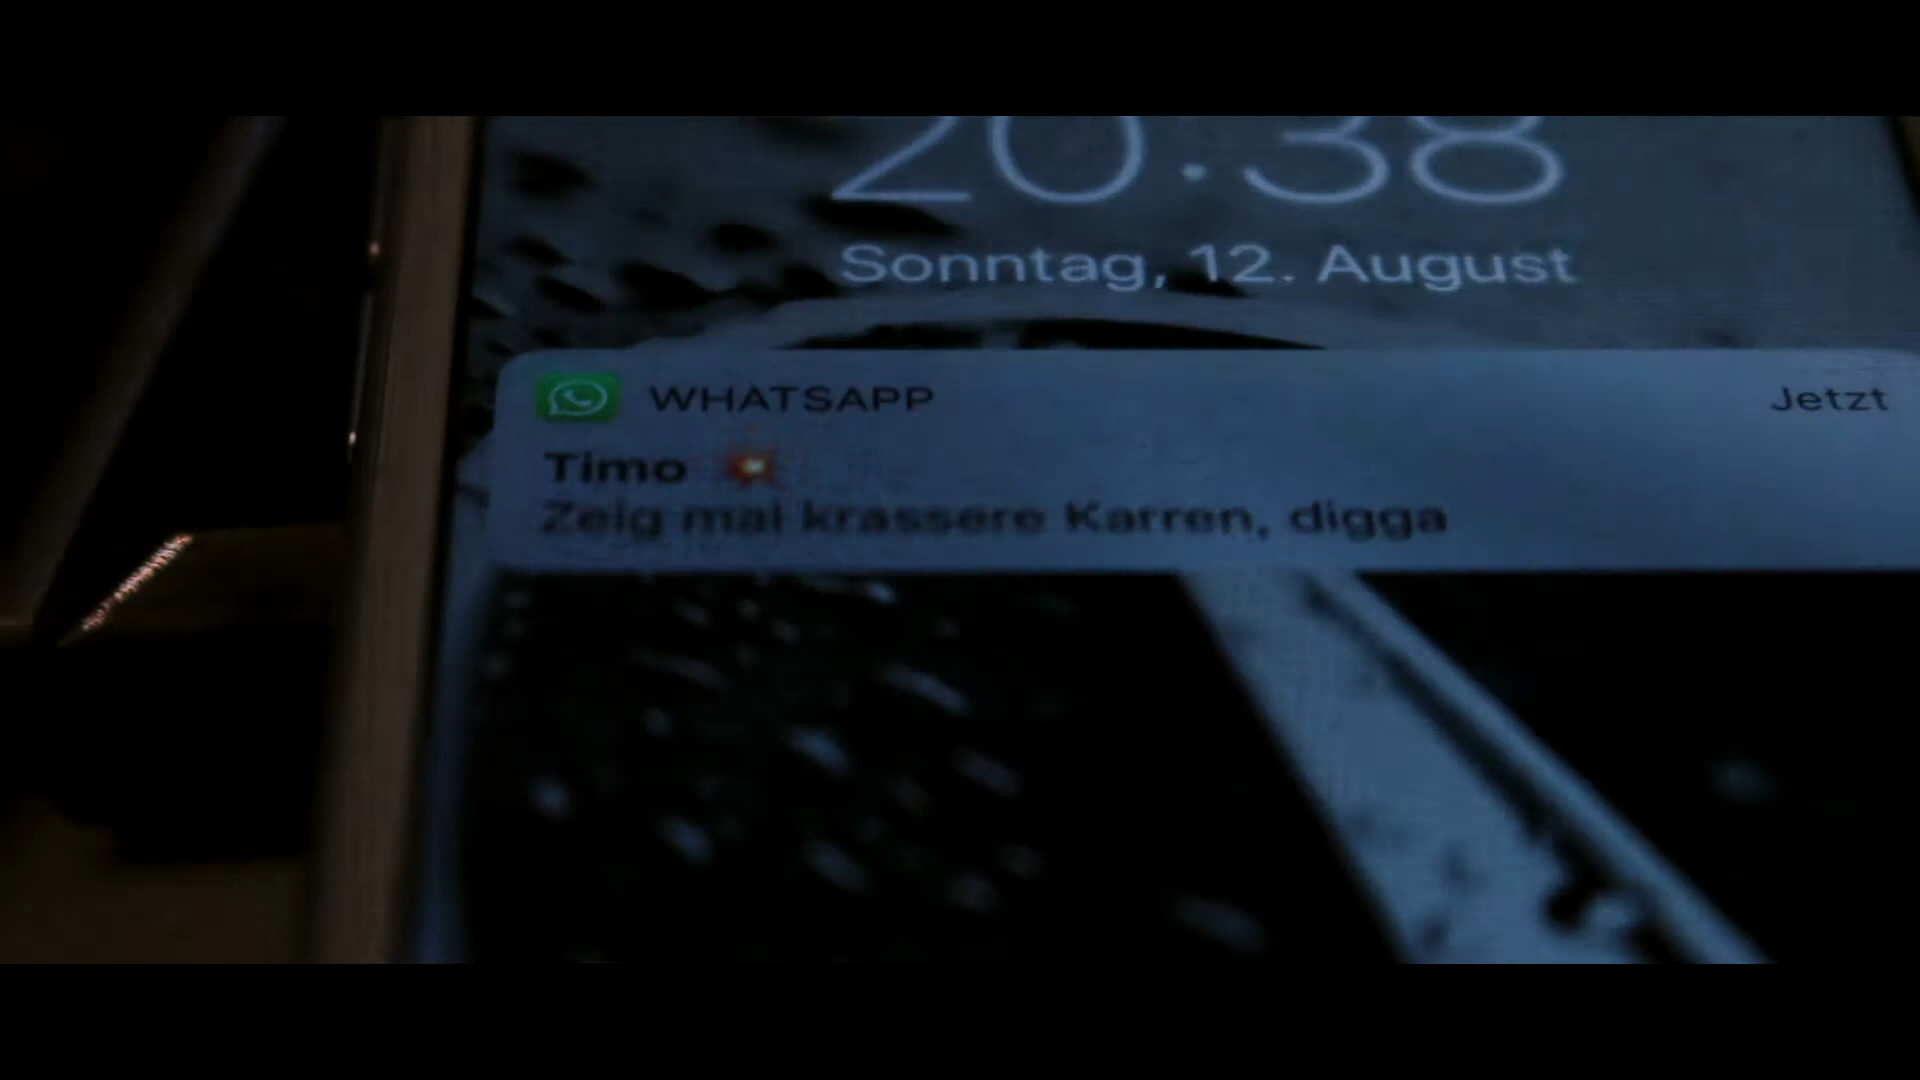 20:38
Sonntag, 12. August
WHATSAPP
Jetzt
Timo 💥
Zeig mal krassere Karren, digga